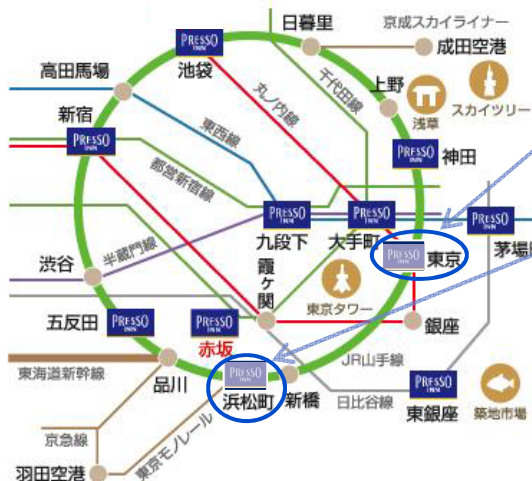 日暮里
京成スカイライナー
成田空港
PRESSO INN
池袋
高田馬場
丸ノ内線
千代田線
上野
浅草
スカイツリー
新宿
PRESSO INN
東西線
都営新宿線
PRESSO INN
神田
PRESSO INN
九段下
PRESSO INN
大手町
PRESSO INN
茅場
半蔵門線
渋谷
霞ヶ関
東京タワー
PRESSO INN
東京
五反田
PRESSO INN
PRESSO INN
赤坂
銀座
JR山手線
東海道新幹線
品川
PRESSO INN
浜松町
新橋
日比谷線
PRESSO INN
東銀座
築地市場
京急線
東京モノレール
羽田空港